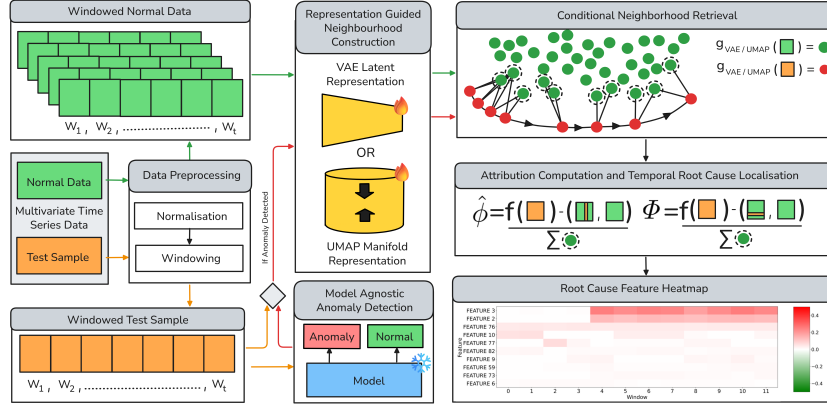 Windowed Normal Data
W1 , W2 , ........................ , Wt
Normal Data
Multivariate Time
Series Data
Test Sample
Data Preprocessing
Normalisation
Windowing
Windowed Test Sample
W1 , W2 , ........................ , Wt
If Anomaly Detected
Representation Guided
Neighbourhood
Construction
VAE Latent
Representation
OR
UMAP Manifold
Representation
Model Agnostic
Anomaly Detection
Anomaly
Normal
Model
Conditional Neighborhood Retrieval
g VAE / UMAP ( ) =
g VAE / UMAP ( ) =
Attribution Computation and Temporal Root Cause Localisation
ϕ̂ = f( ) - ( , )
∑
Φ = f( ) - ( , )
∑
Root Cause Feature Heatmap
Feature
FEATURE 3
FEATURE 2
FEATURE 76
FEATURE 10
FEATURE 77
FEATURE 82
FEATURE 9
FEATURE 59
FEATURE 73
FEATURE 6
0 1 2 3 4 5 6 7 8 9 10 11
Window
0.4
0.2
0.0
−0.2
−0.4